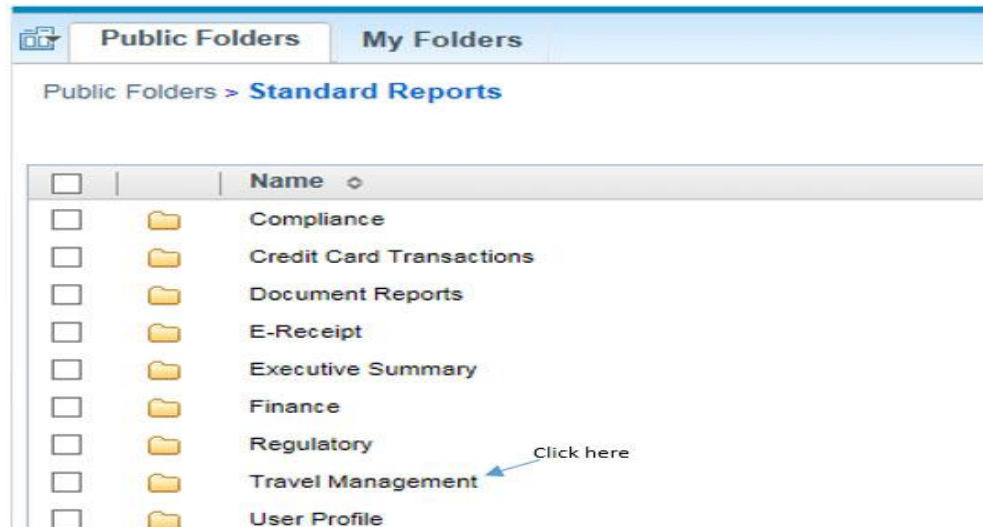 Public Folders My Folders
Public Folders > Standard Reports
Name
Compliance
Credit Card Transactions
Document Reports
E-Receipt
Executive Summary
Finance
Regulatory
Click here
Travel Management
User Profile